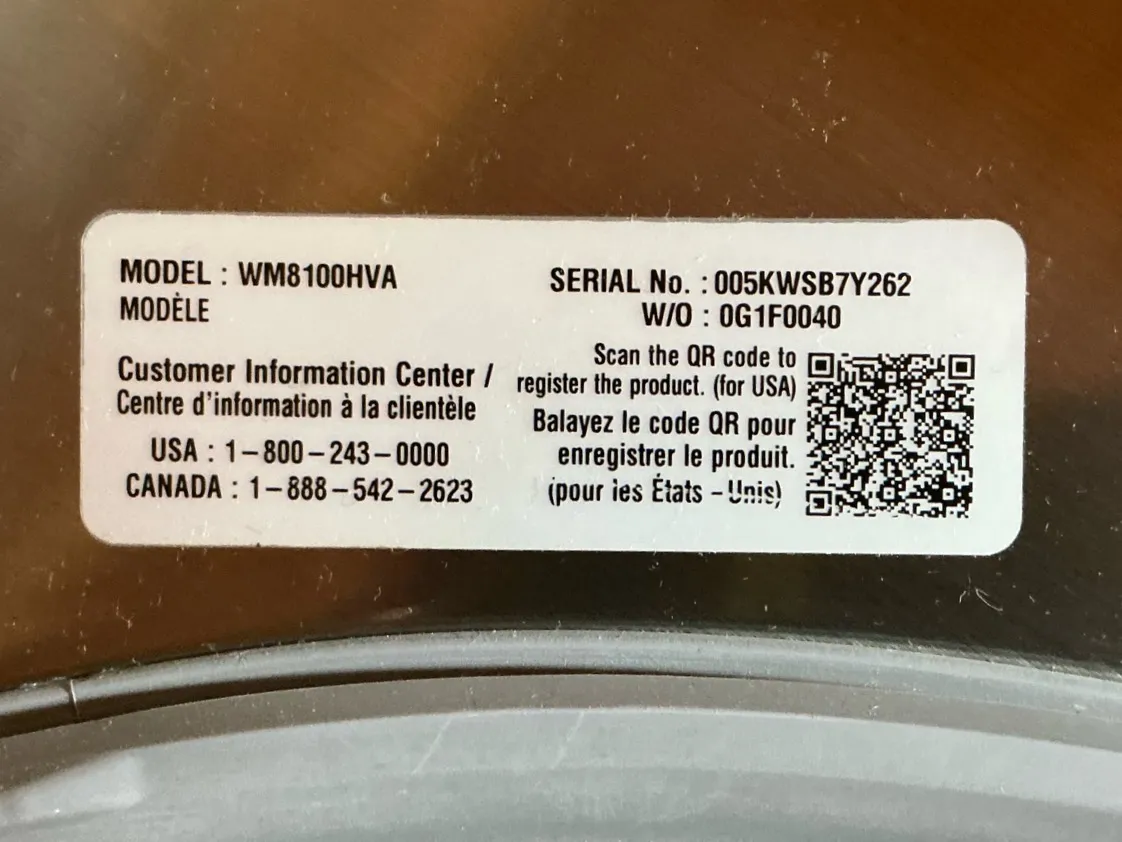 MODEL : WM8100HVA
MODÈLE
Customer Information Center /
Centre d'information à la clientèle
USA : 1-800-243-0000
CANADA : 1-888-542-2623
SERIAL No. : 005KWSB7Y262
W/O : 0G1F0040
Scan the QR code to
register the product. (for USA)
Balayez le code QR pour
enregistrer le produit.
(pour les États - Unis)